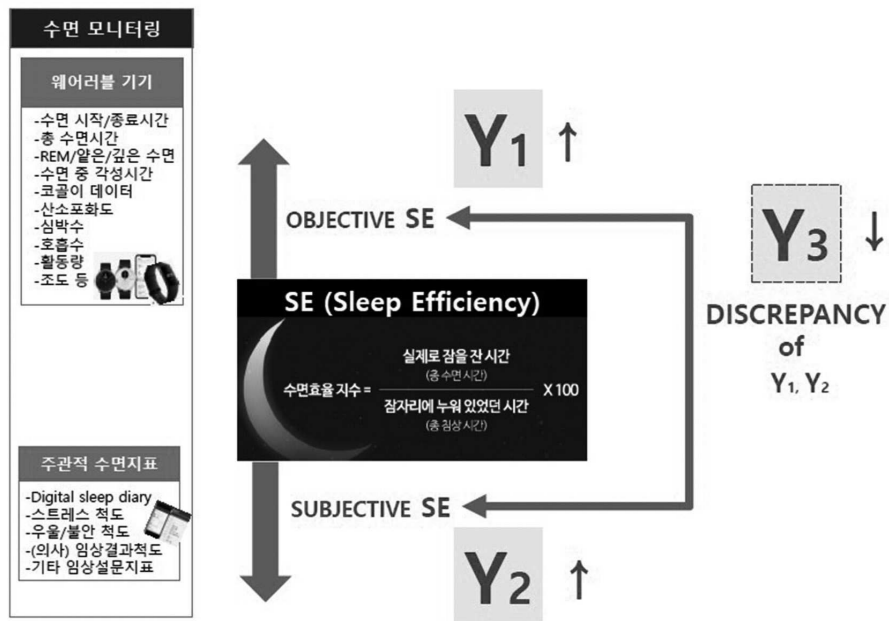 수면 모니터링
웨어러블 기기
-수면 시작/종료시간
-총 수면시간
-REM/얕은/깊은 수면
-수면 중 각성시간
-코골이 데이터
-산소포화도
-심박수
-호흡수
-활동량
-조도 등
주관적 수면지표
-Digital sleep diary
-스트레스 척도
-우울/불안 척도
-(의사) 임상결과척도
-기타 임상설문지표
Y1 ↑
OBJECTIVE SE
SE (Sleep Efficiency)
수면효율 지수 =
실제로 잠을 잔 시간
(총 수면 시간)
잠자리에 누워 있었던 시간
(총 침상 시간)
X 100
SUBJECTIVE SE
Y2 ↑
Y3 ↓
DISCREPANCY
of
Y1, Y2